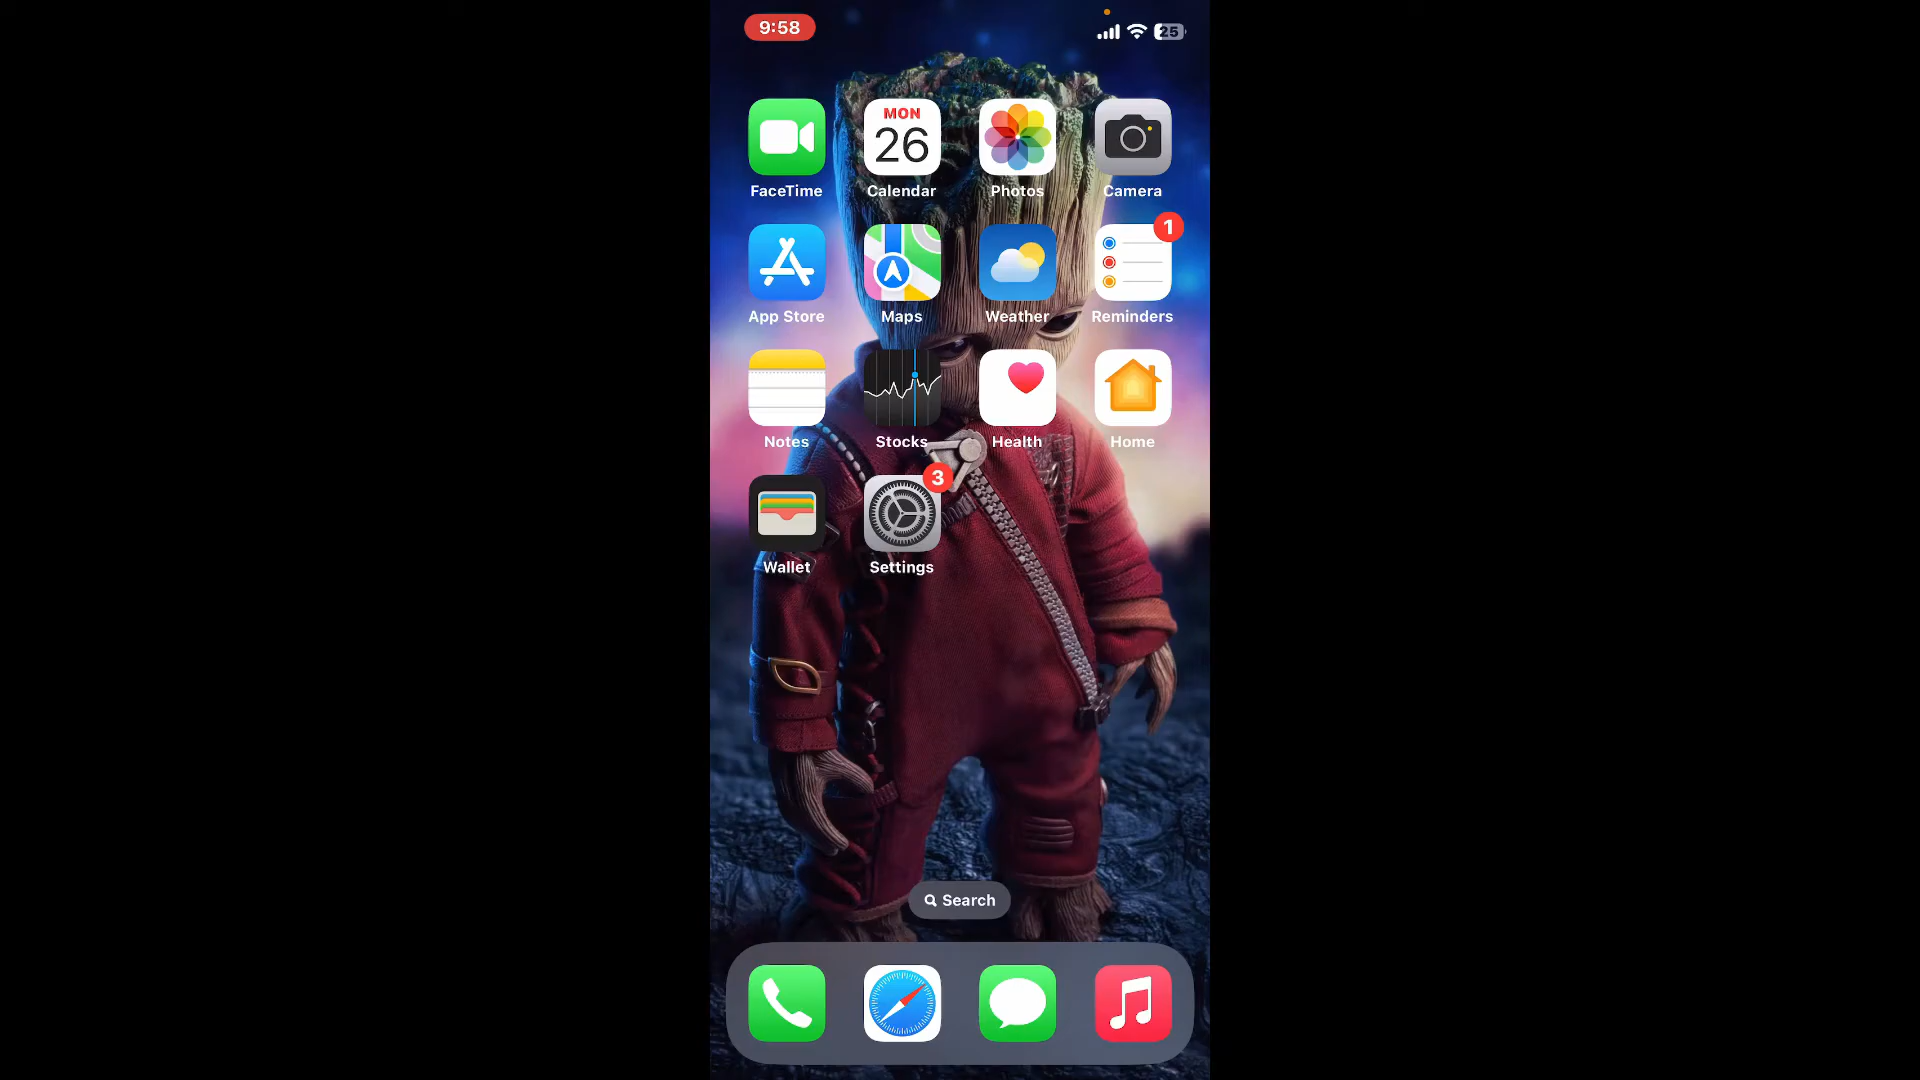 9:58
25
MON
26
FaceTime Calendar Photos Camera
1
App Store Maps Weather Reminders
Notes Stocks Health Home
3
Wallet Settings
Search